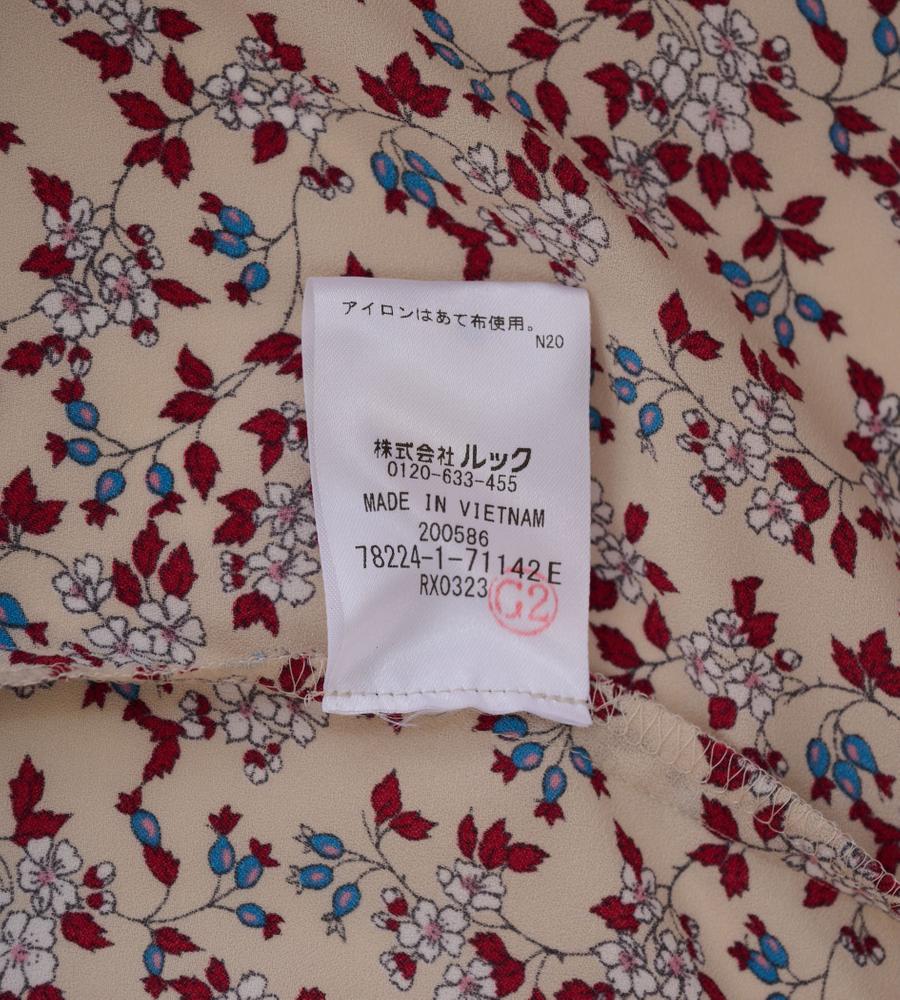 アイロンはあて布使用。
N20
株式会社 ルック
0120-633-455
MADE IN VIETNAM
200586
78224-1-71142E
RX0323
C2